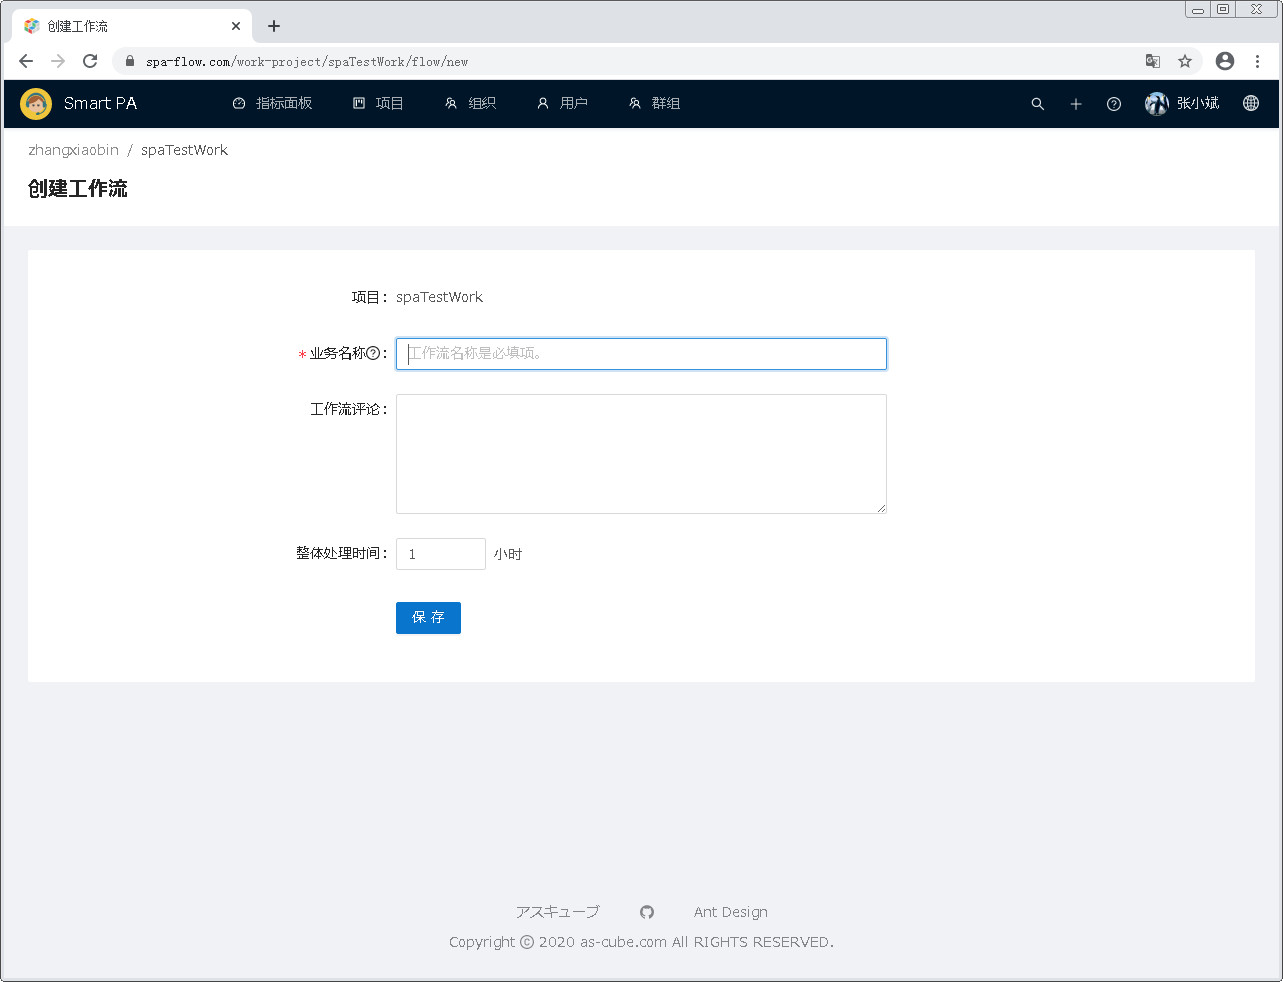 创建工作流
spa-flow.com/work-project/spaTestWork/flow/new
Smart PA 指标面板 项目 组织 用户 群组 张小斌
zhangxiaobin / spaTestWork
创建工作流
项目: spaTestWork
* 业务名称: 工作流名称是必填项。
工作流评论:
整体处理时间: 1 小时
保 存
アスキューブ Ant Design
Copyright © 2020 as-cube.com All RIGHTS RESERVED.